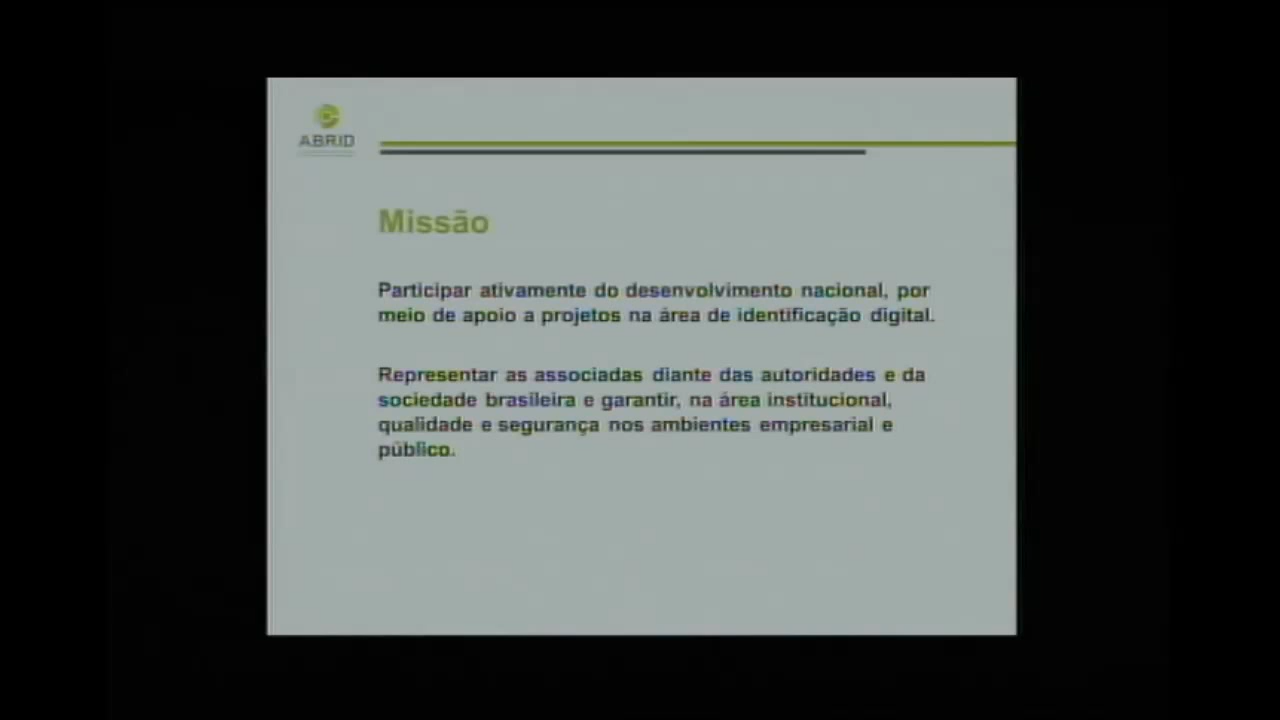 ABRID
Missão
Participar ativamente do desenvolvimento nacional, por
meio de apoio a projetos na área de identificação digital.
Representar as associadas diante das autoridades e da
sociedade brasileira e garantir, na área institucional,
qualidade e segurança nos ambientes empresarial e
público.